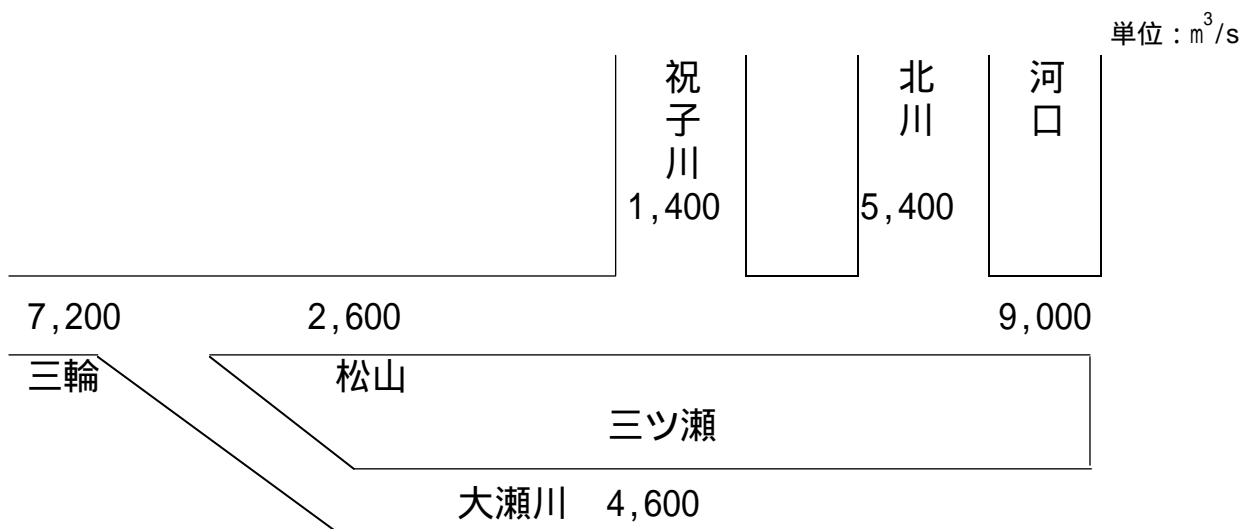 単位：㎥/s
祝子川
1,400
北川
5,400
河口
7,200
2,600
9,000
三輪
松山
三ツ瀬
大瀬川 4,600